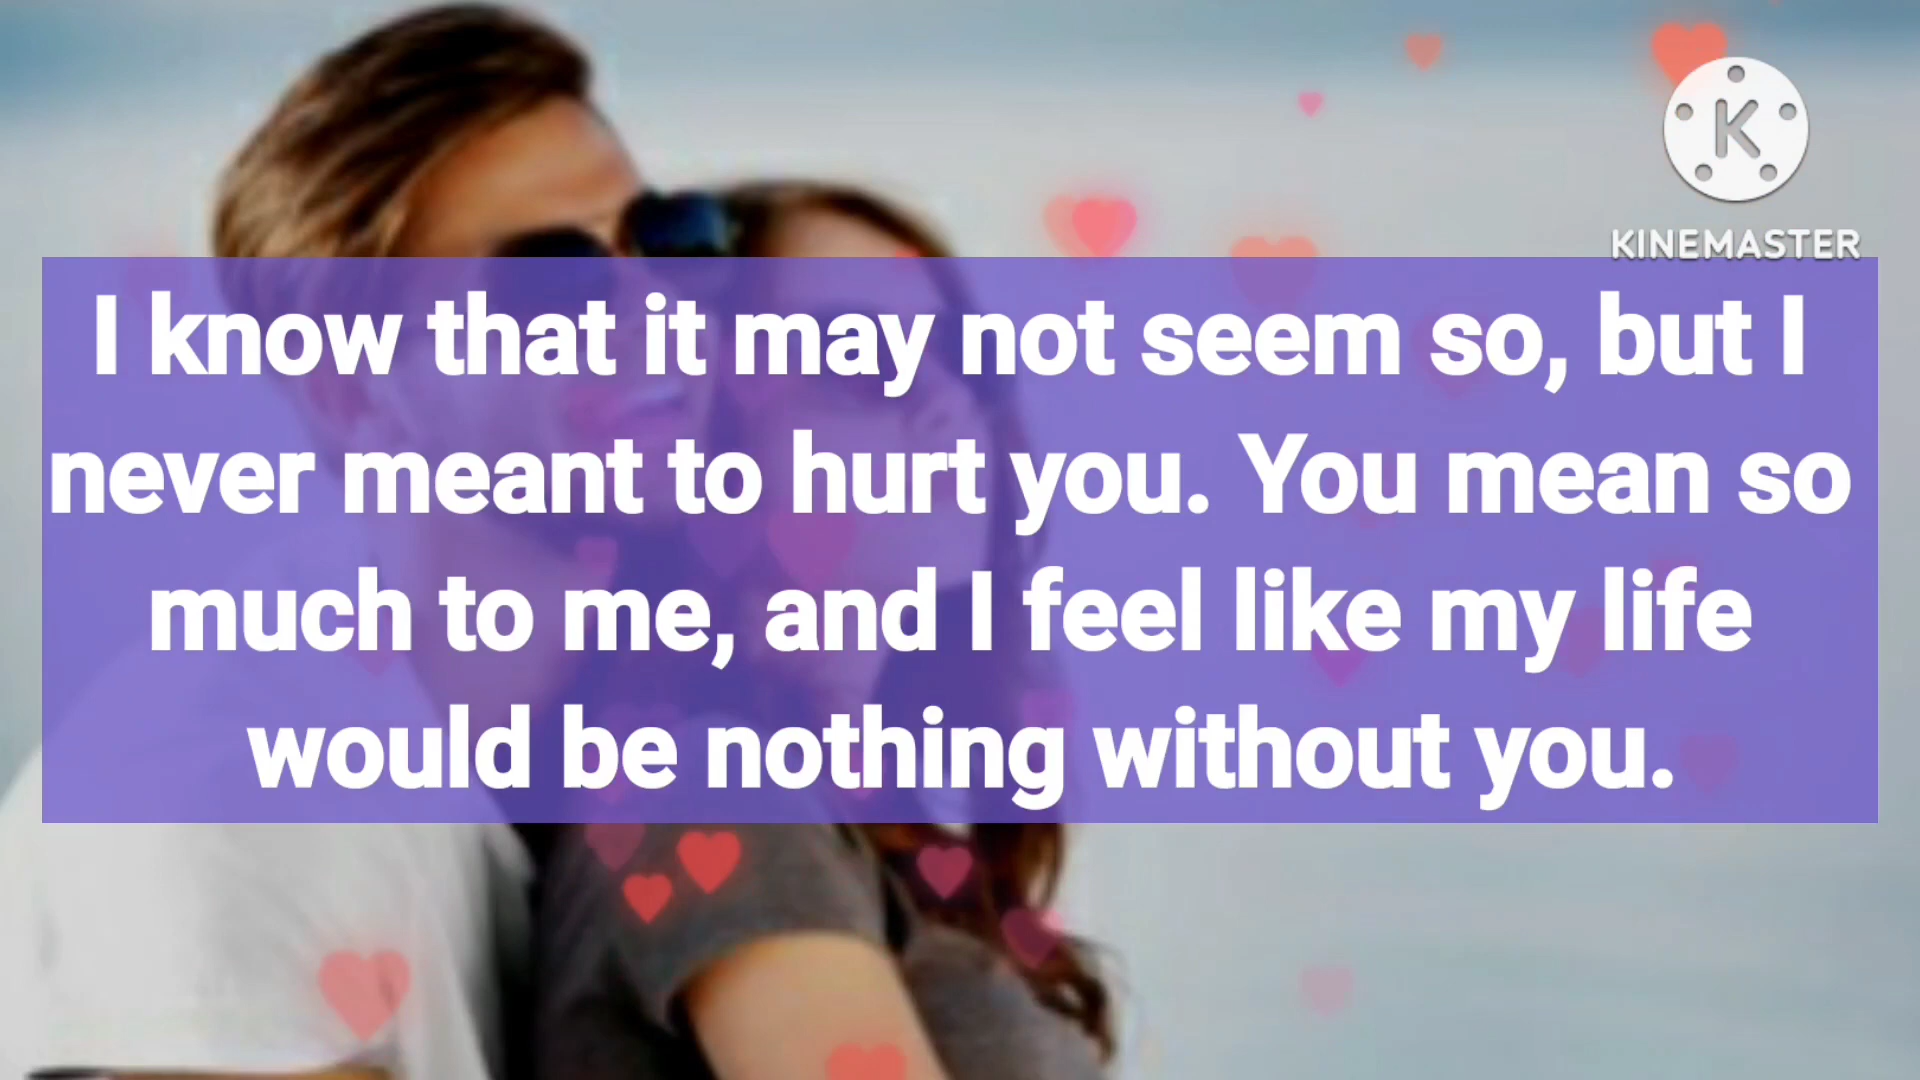 K
KINEMASTER
I know that it may not seem so, but I
never meant to hurt you. You mean so
much to me, and I feel like my life
would be nothing without you.